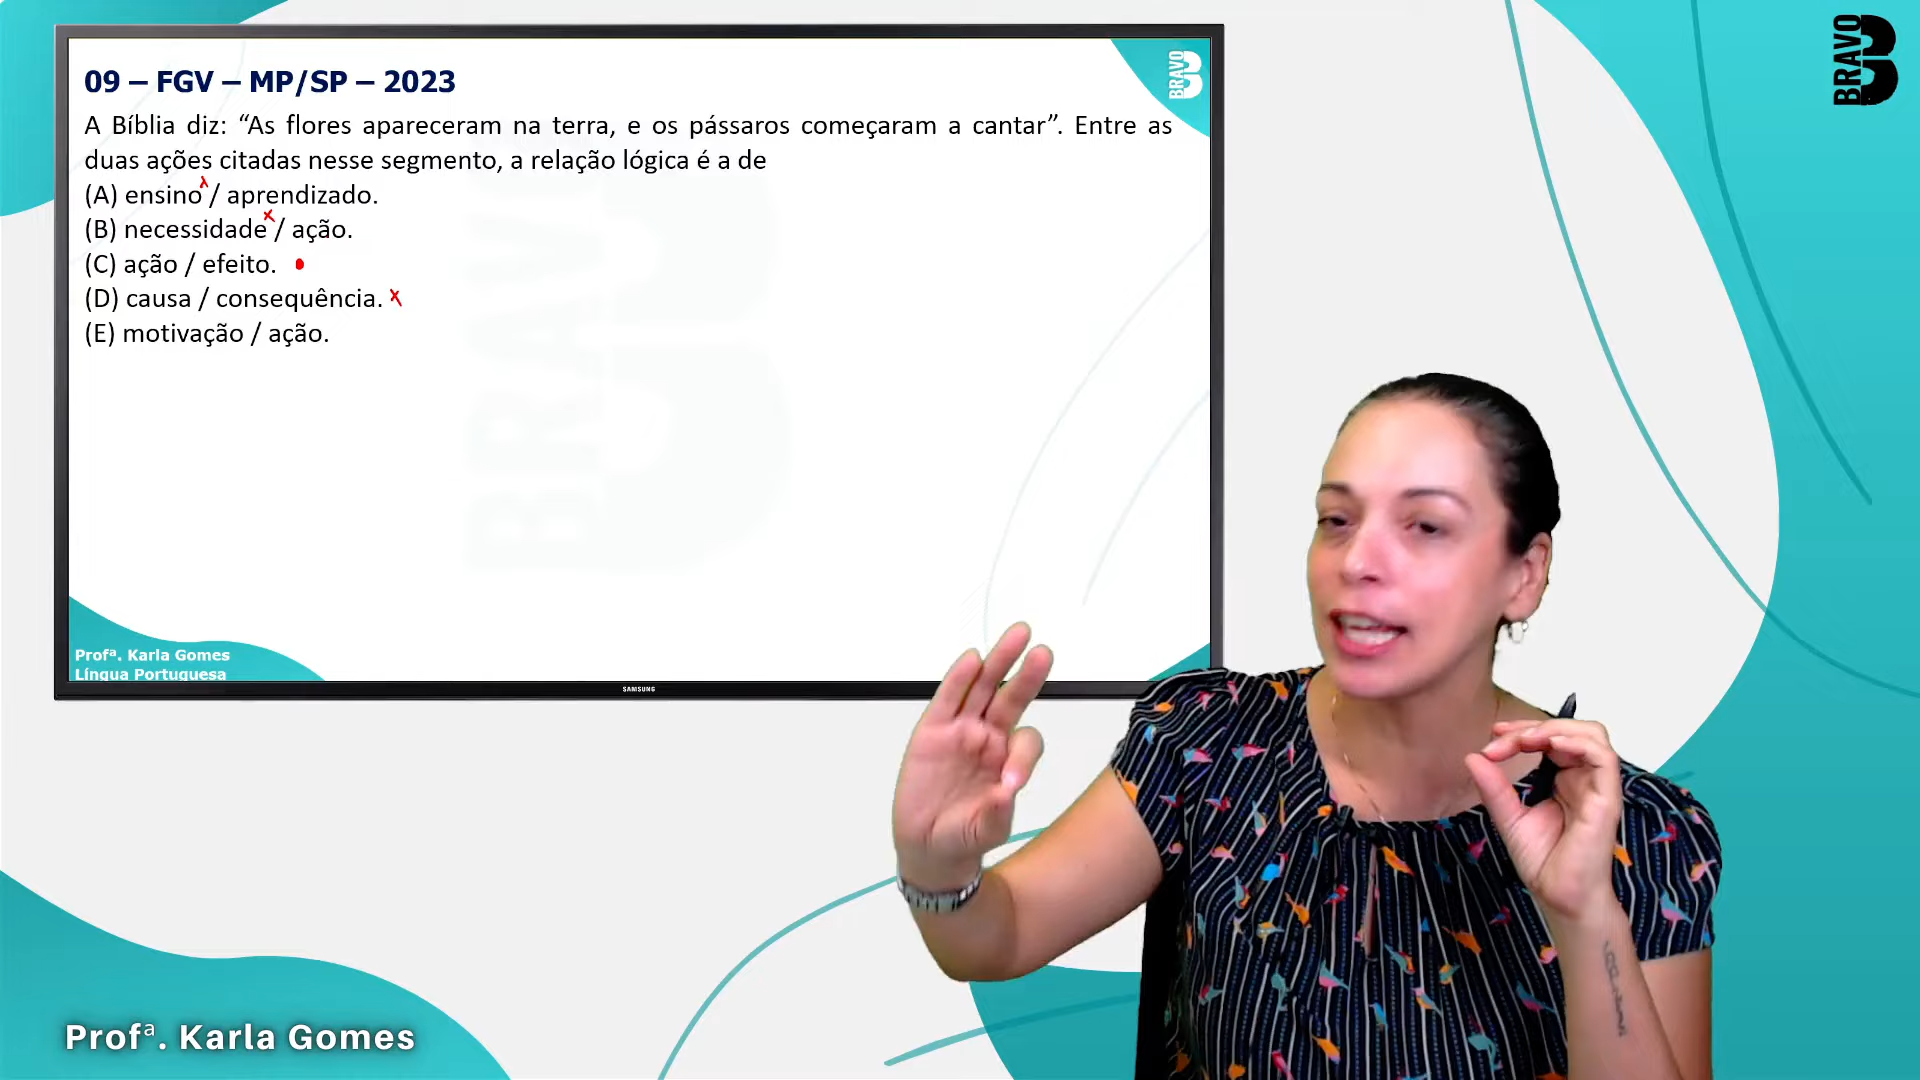 09 – FGV – MP/SP – 2023
A Bíblia diz: “As flores apareceram na terra, e os pássaros começaram a cantar”. Entre as
duas ações citadas nesse segmento, a relação lógica é a de
(A) ensino / aprendizado.
(B) necessidade / ação.
(C) ação / efeito.
(D) causa / consequência.
(E) motivação / ação.
BRAVO
BRAVO
BRAVO
Profª. Karla Gomes
Língua Portuguesa
SAMSUNG
Profª. Karla Gomes